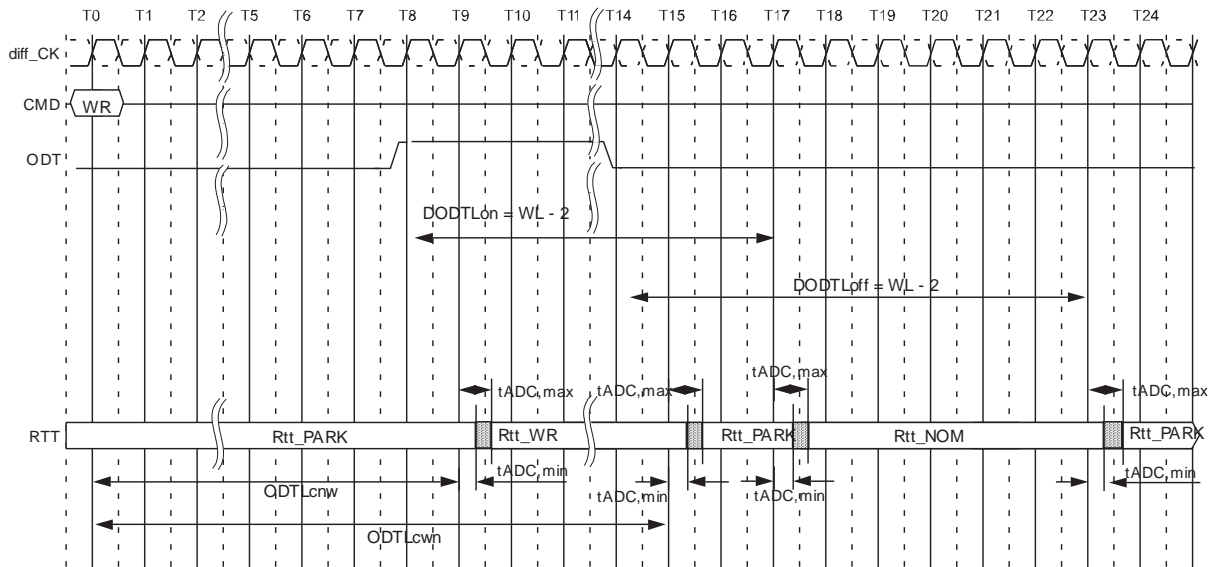 T0 T1 T2 T5 T6 T7 T8 T9 T10 T11 T14 T15 T16 T17 T18 T19 T20 T21 T22 T23 T24
diff_CK
CMD WR
ODT
DODTLon = WL - 2
DODTLoff = WL - 2
tADC,max tADC,max tADC,max tADC,max
RTT Rtt_PARK Rtt_WR Rtt_PARK Rtt_NOM Rtt_PARK
tADC,min tADC,min tADC,min tADC,min
ODTLcnw
ODTLcwn